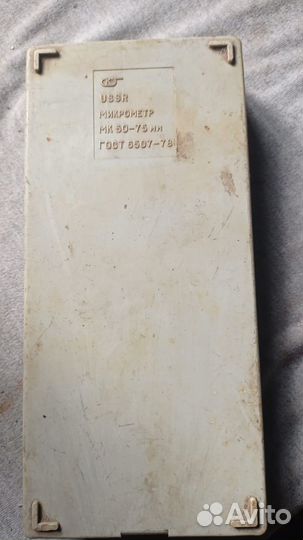 USSR
МИКРОМЕТР
МК 50-75 мм
ГОСТ 6507-78
Avito